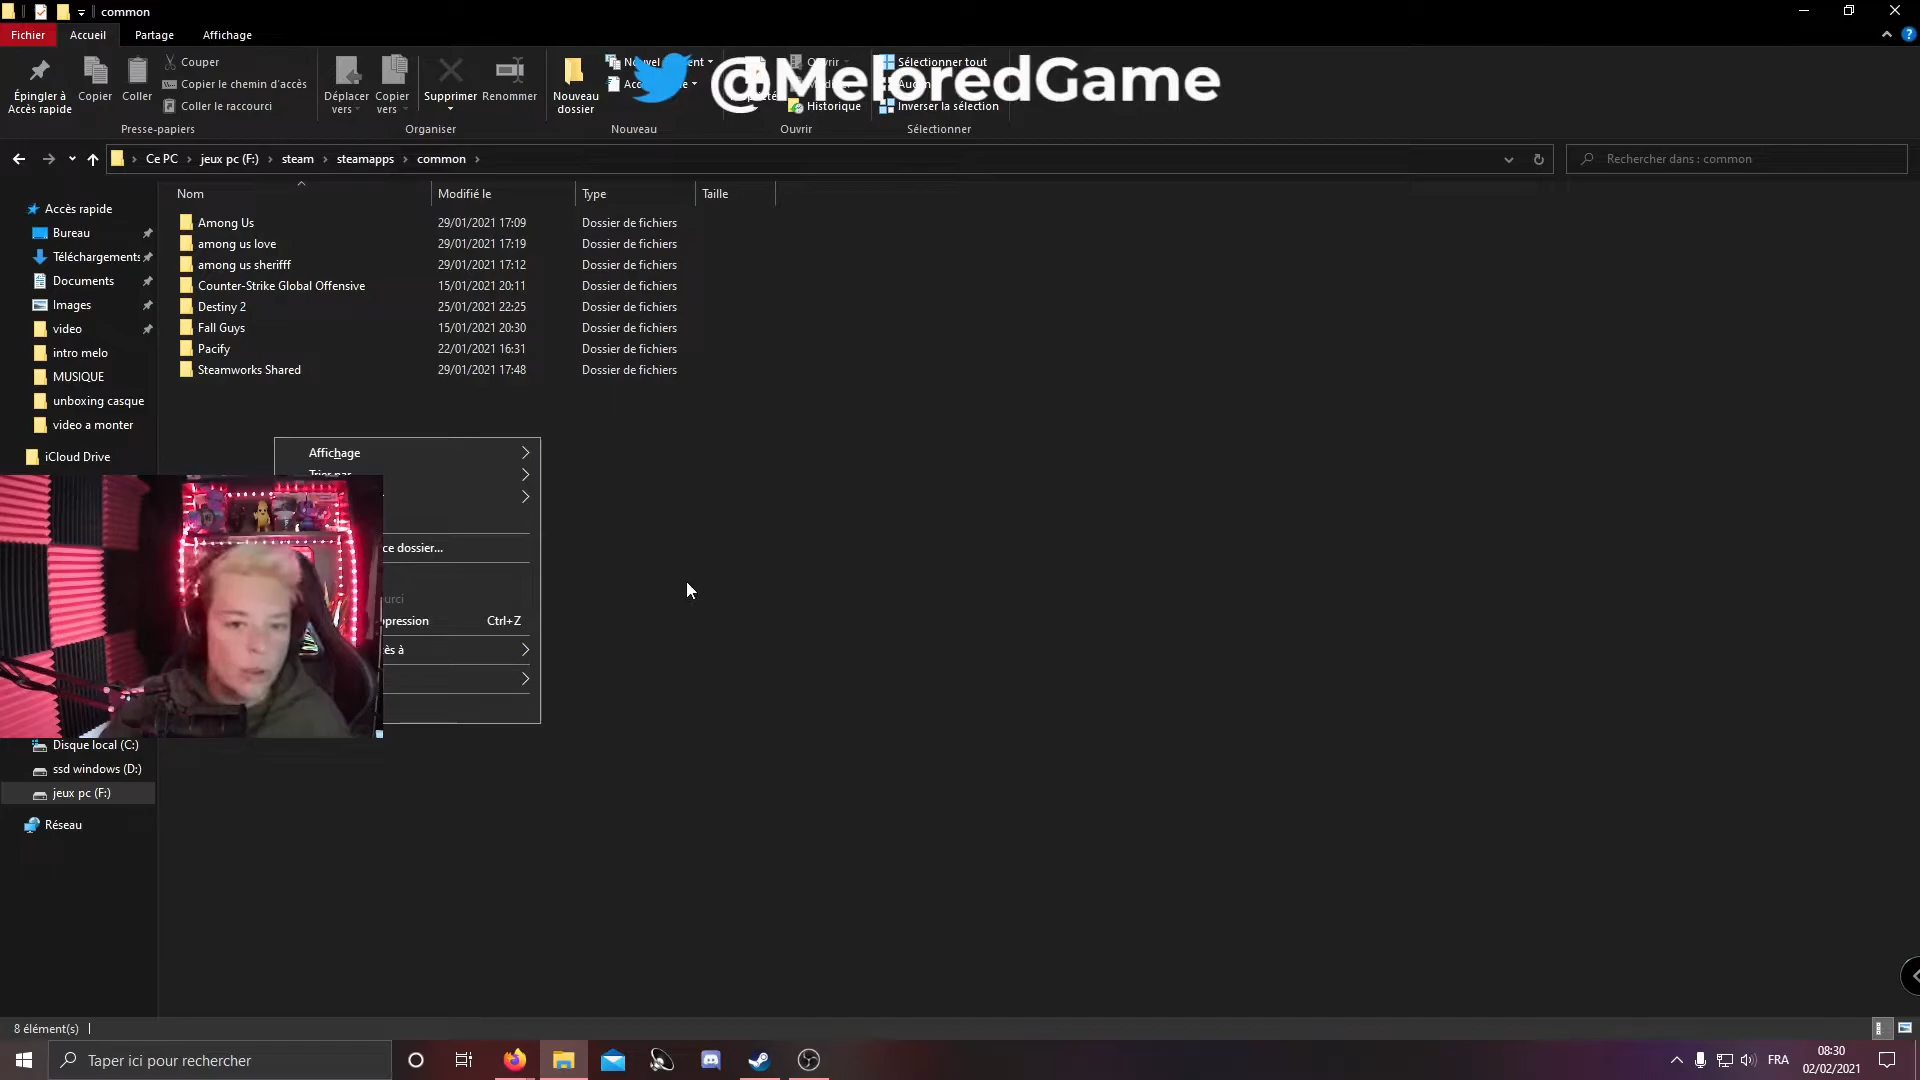 common
Fichier
Accueil
Partage
Affichage
Épingler à
Accès rapide
Copier
Coller
Couper
Copier le chemin d'accès
Coller le raccourci
Presse-papiers
Déplacer
vers
Copier
vers
Supprimer
Renommer
Organiser
Nouveau
dossier
Nouveau
@MeloredGame
Ouvrir
Historique
Ouvrir
Sélectionner tout
Inverser la sélection
Sélectionner
Ce PC
jeux pc (F:)
steam
steamapps
common
Rechercher dans : common
Nom
Modifié le
Type
Taille
Among Us 29/01/2021 17:09 Dossier de fichiers
among us love 29/01/2021 17:19 Dossier de fichiers
among us sherifff 29/01/2021 17:12 Dossier de fichiers
Counter-Strike Global Offensive 15/01/2021 20:11 Dossier de fichiers
Destiny 2 25/01/2021 22:25 Dossier de fichiers
Fall Guys 15/01/2021 20:30 Dossier de fichiers
Pacify 22/01/2021 16:31 Dossier de fichiers
Steamworks Shared 29/01/2021 17:48 Dossier de fichiers
Accès rapide
Bureau
Téléchargements
Documents
Images
video
intro melo
MUSIQUE
unboxing casque
video a monter
iCloud Drive
Affichage
Trier par
ce dossier...
Ctrl+Z
Disque local (C:)
ssd windows (D:)
jeux pc (F:)
Réseau
8 élément(s)
Taper ici pour rechercher
FRA
08:30
02/02/2021